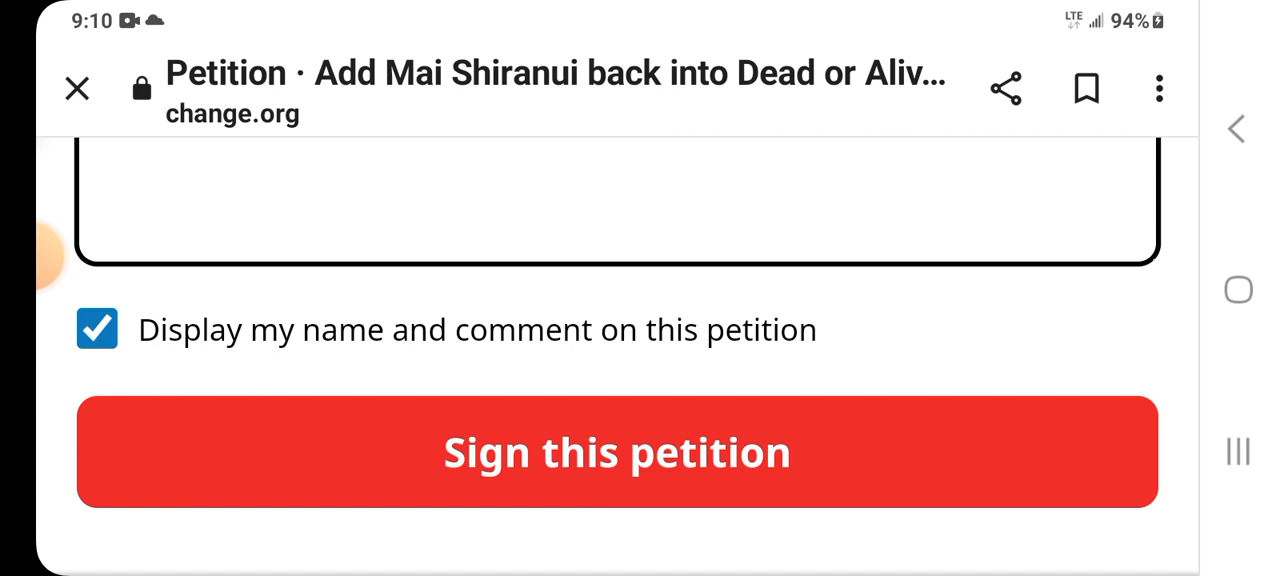 9:10
LTE 94%
Petition · Add Mai Shiranui back into Dead or Aliv...
change.org
Display my name and comment on this petition
Sign this petition